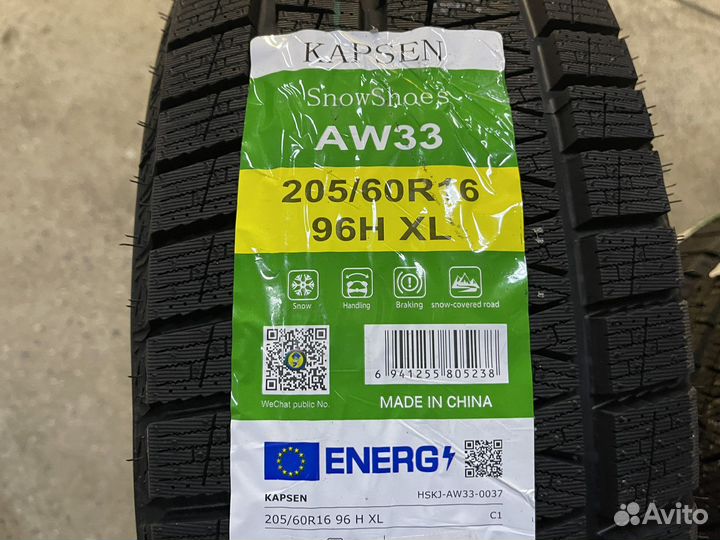 KAPSEN
SnowShoes
AW33
205/60R16
96H XL
Snow Handing Braking snow-covered road
6 941255 805238
WeChat public No.
MADE IN CHINA
ENERG
KAPSEN HSKJ-AW33-0037
205/60R16 96 H XL C1
Avito